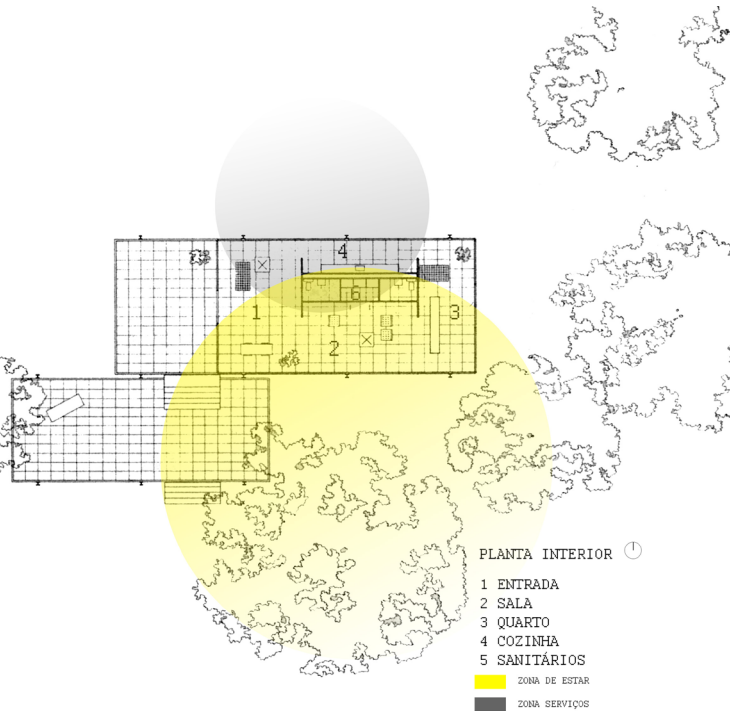 4
6
1
3
2
PLANTA INTERIOR
1 ENTRADA
2 SALA
3 QUARTO
4 COZINHA
5 SANITÁRIOS
ZONA DE ESTAR
ZONA SERVIÇOS